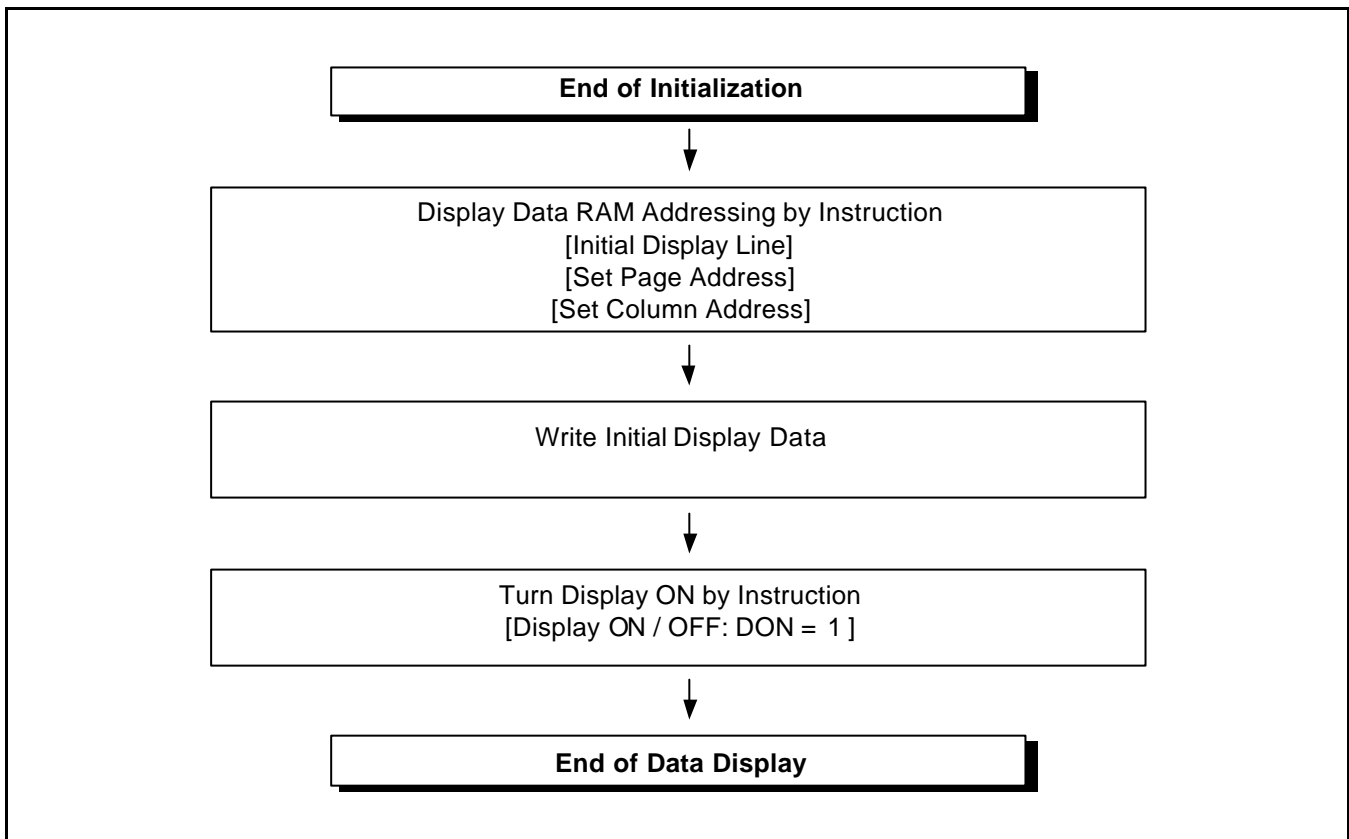 End of Initialization
Display Data RAM Addressing by Instruction
[Initial Display Line]
[Set Page Address]
[Set Column Address]
Write Initial Display Data
Turn Display ON by Instruction
[Display ON / OFF: DON = 1 ]
End of Data Display